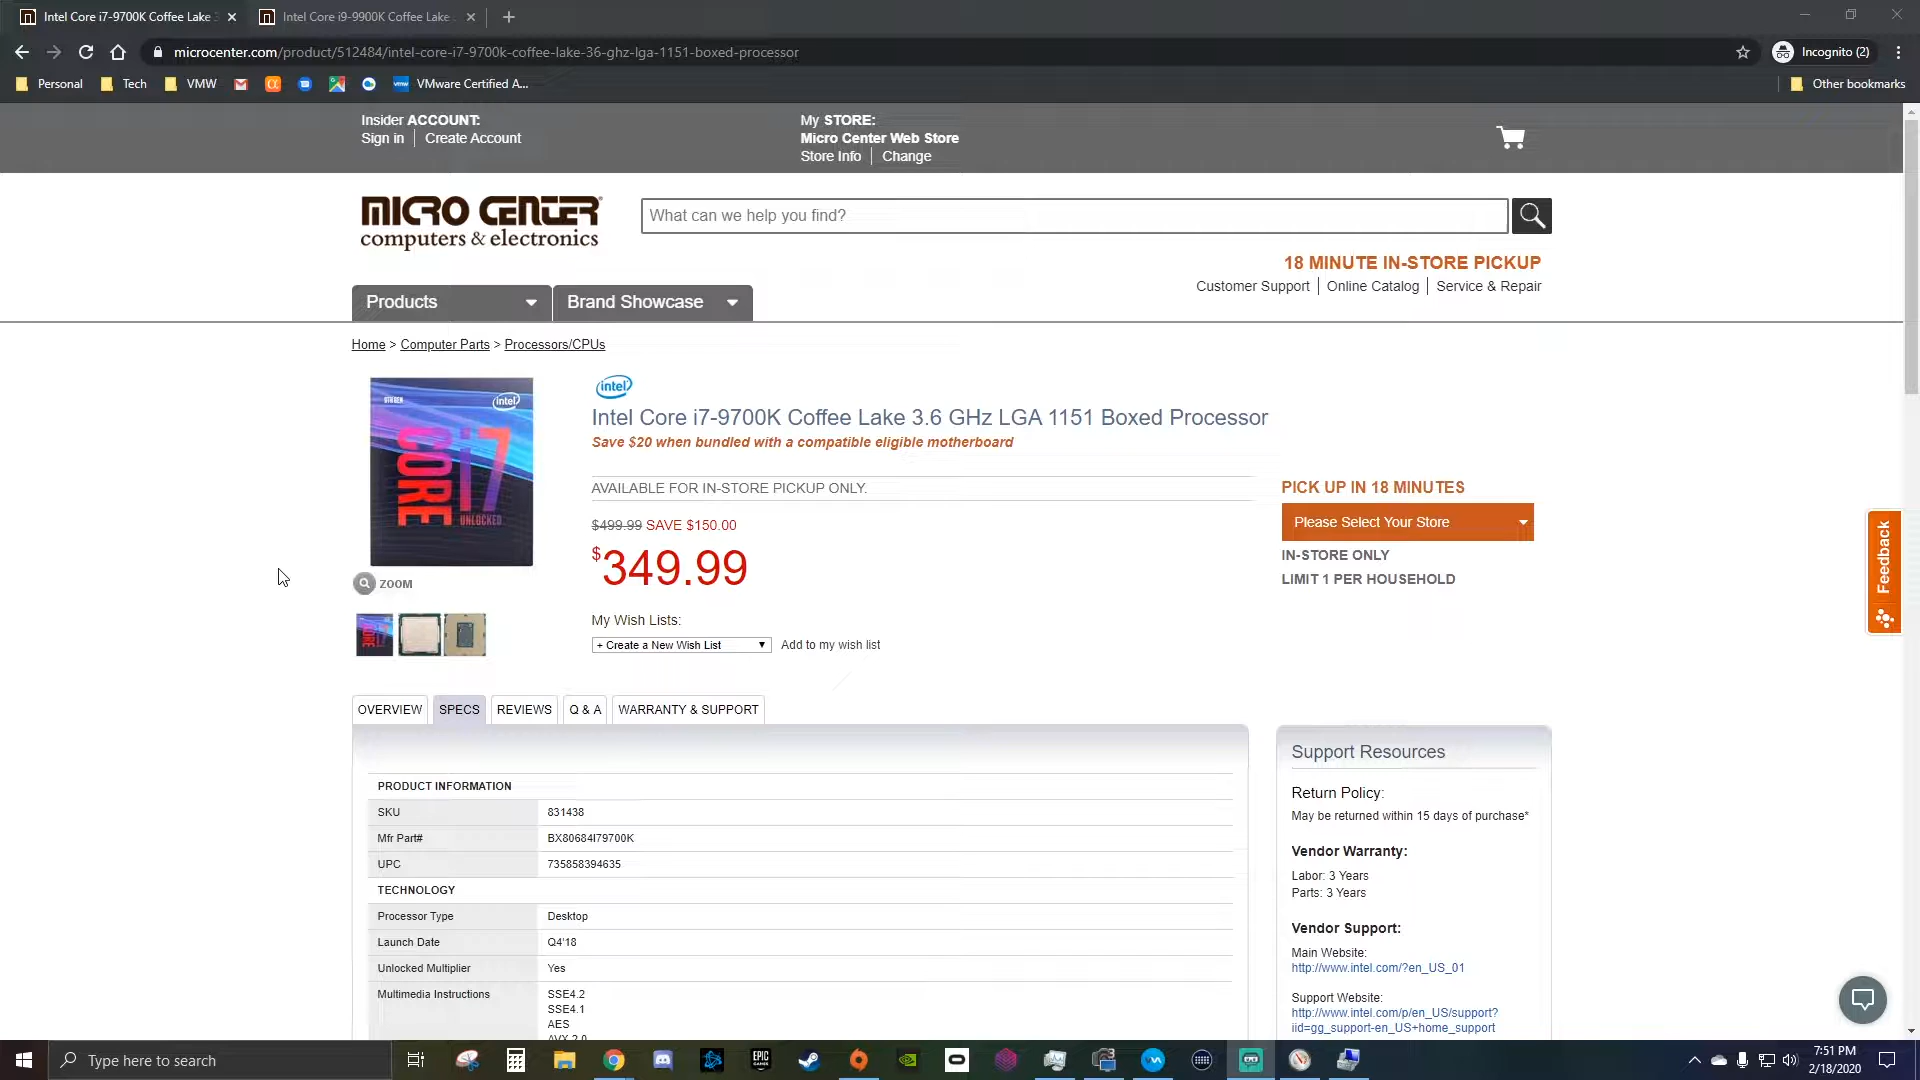 Intel Core i7-9700K Coffee Lake 3
Intel Core i9-9900K Coffee Lake
microcenter.com/product/512484/intel-core-i7-9700k-coffee-lake-36-ghz-lga-1151-boxed-processor
Incognito (2)
Personal
Tech
VMW
VMware Certified A...
Other bookmarks
Insider ACCOUNT:
Sign in
Create Account
My STORE:
Micro Center Web Store
Store Info
Change
MICRO CENTER
computers & electronics
What can we help you find?
18 MINUTE IN-STORE PICKUP
Customer Support
Online Catalog
Service & Repair
Products
Brand Showcase
Home > Computer Parts > Processors/CPUs
9TH GEN
intel
CORE i7
UNLOCKED
ZOOM
intel
Intel Core i7-9700K Coffee Lake 3.6 GHz LGA 1151 Boxed Processor
Save $20 when bundled with a compatible eligible motherboard
AVAILABLE FOR IN-STORE PICKUP ONLY.
$499.99 SAVE $150.00
$349.99
My Wish Lists:
+ Create a New Wish List
Add to my wish list
PICK UP IN 18 MINUTES
Please Select Your Store
IN-STORE ONLY
LIMIT 1 PER HOUSEHOLD
Feedback
OVERVIEW
SPECS
REVIEWS
Q & A
WARRANTY & SUPPORT
PRODUCT INFORMATION
SKU 831438
Mfr Part# BX80684I79700K
UPC 735858394635
TECHNOLOGY
Processor Type Desktop
Launch Date Q4'18
Unlocked Multiplier Yes
Multimedia Instructions SSE4.2
SSE4.1
AES
AVX 2.0
Support Resources
Return Policy:
May be returned within 15 days of purchase*
Vendor Warranty:
Labor: 3 Years
Parts: 3 Years
Vendor Support:
Main Website:
http://www.intel.com/?en_US_01
Support Website:
http://www.intel.com/p/en_US/support?
iid=gg_support-en_US+home_support
Type here to search
EPIC
GAMES
7:51 PM
2/18/2020